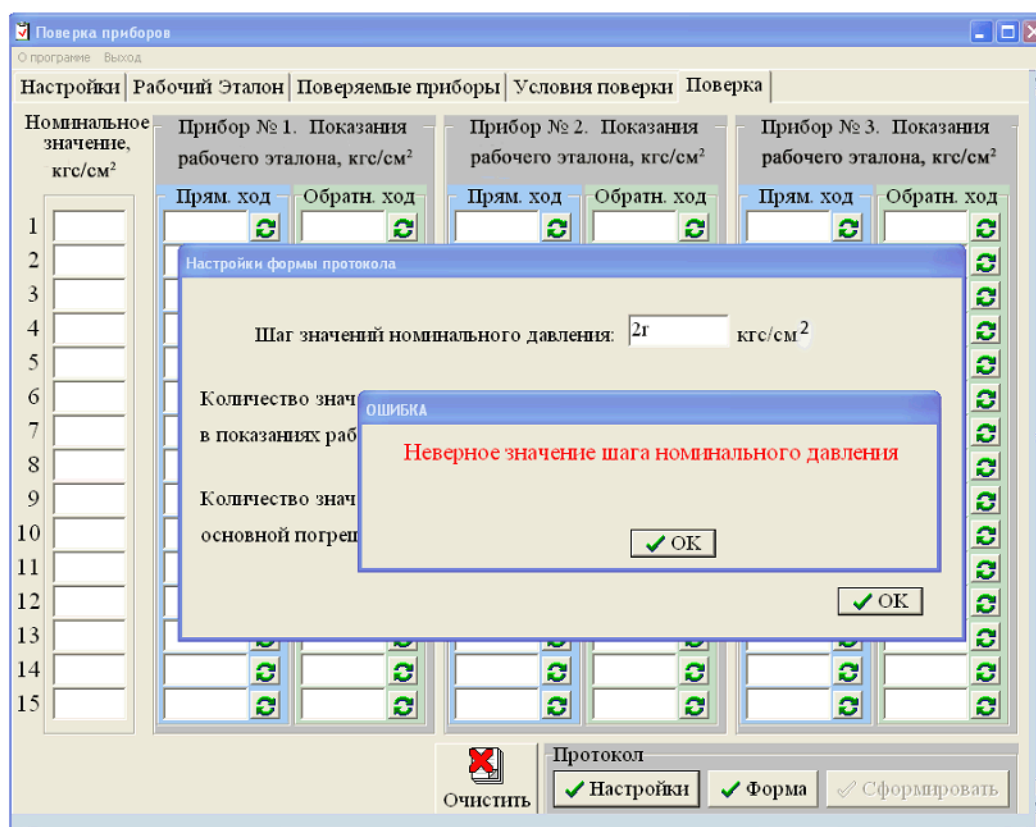 Поверка приборов
О програмне Выход
Настройки Рабочий Эталон Поверяемые приборы Условия поверки Поверка
Номинальное значение, кгс/см²
Прибор № 1. Показания рабочего эталона, кгс/см²
Прям. ход Обратн. ход
Прибор № 2. Показания рабочего эталона, кгс/см²
Прям. ход Обратн. ход
Прибор № 3. Показания рабочего эталона, кгс/см²
Прям. ход Обратн. ход
1
2
3
4
5
6
7
8
9
10
11
12
13
14
15
Настройки формы протокола
Шаг значений номинального давления: 2г кгс/см2
Количество знач
в показаниях раб
Количество знач
основной погреш
OK
ОШИБКА
Неверное значение шага номинального давления
OK
Очистить
Протокол
Настройки Форма Сформировать